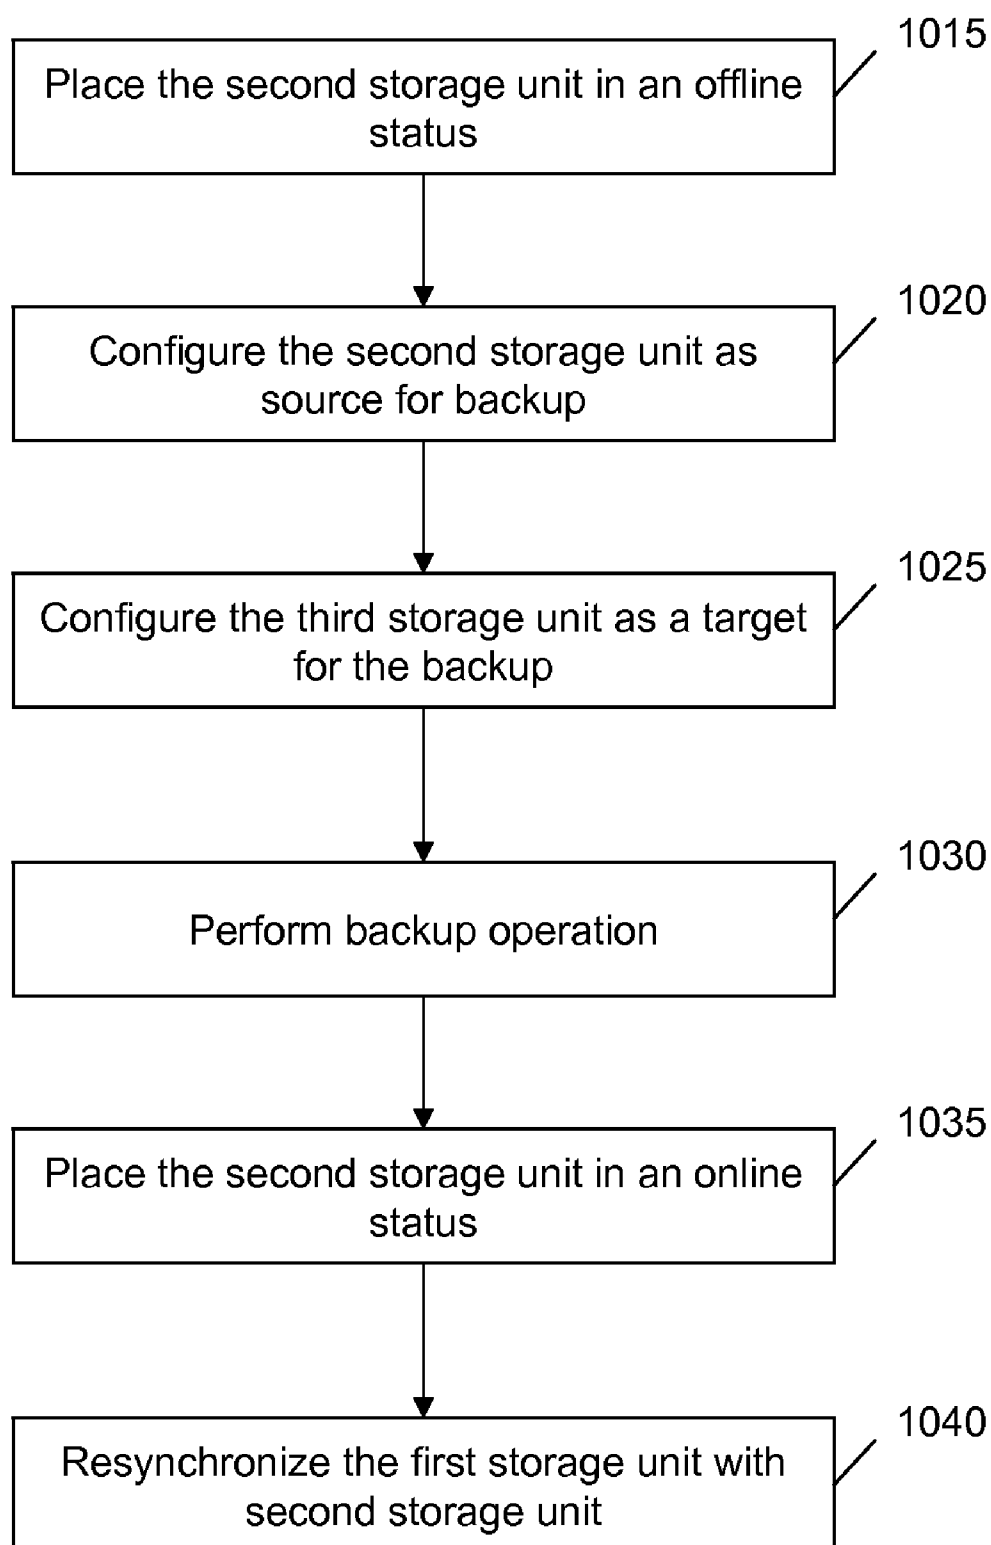 1015
Place the second storage unit in an offline
status
1020
Configure the second storage unit as
source for backup
1025
Configure the third storage unit as a target
for the backup
1030
Perform backup operation
1035
Place the second storage unit in an online
status
1040
Resynchronize the first storage unit with
second storage unit